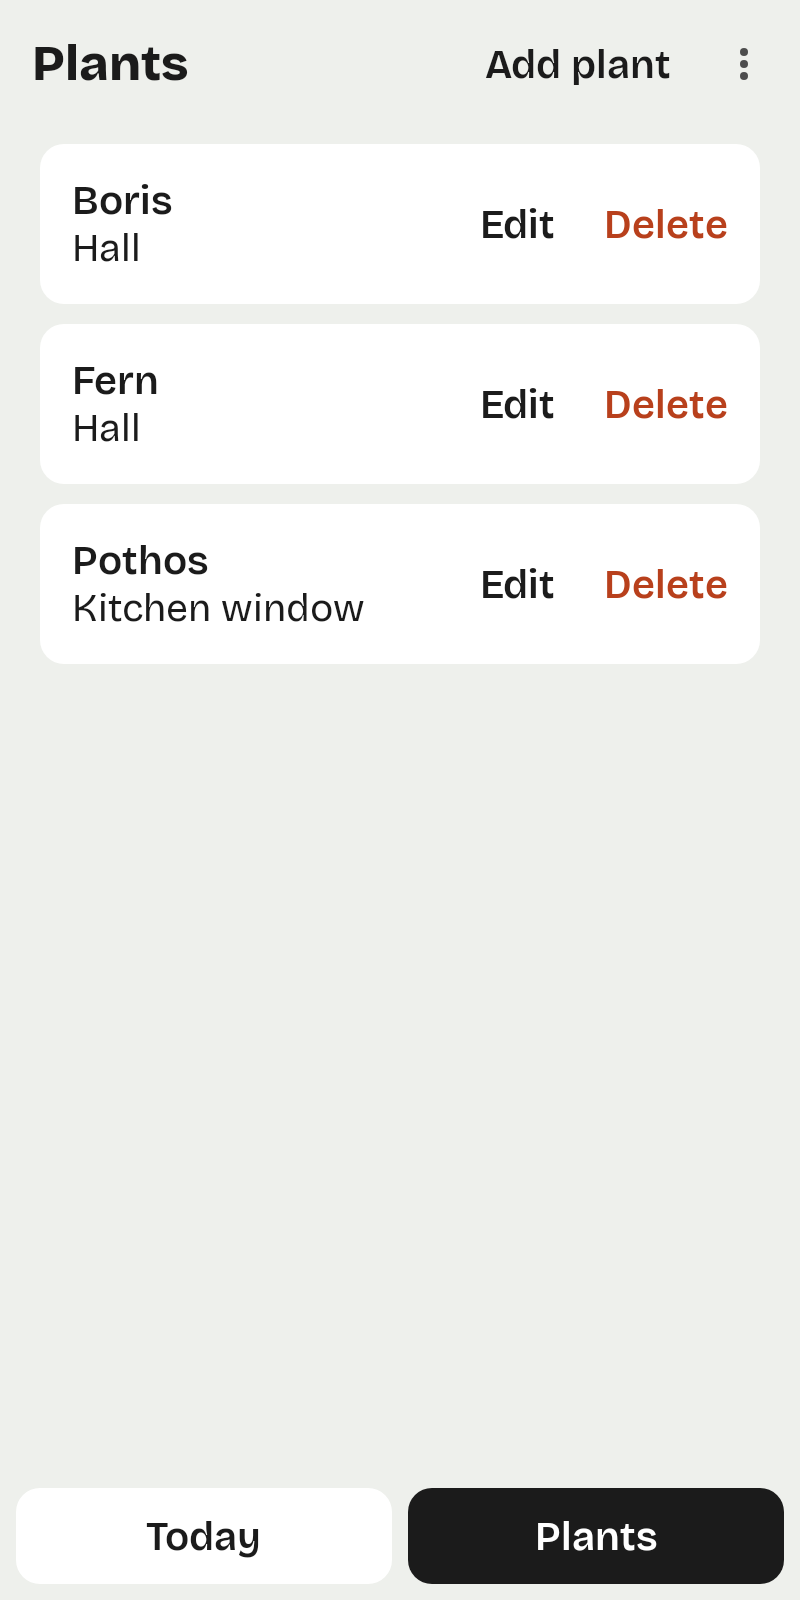 Plants
Add plant
Boris
Hall
Edit
Delete
Fern
Hall
Edit
Delete
Pothos
Kitchen window
Edit
Delete
Today
Plants